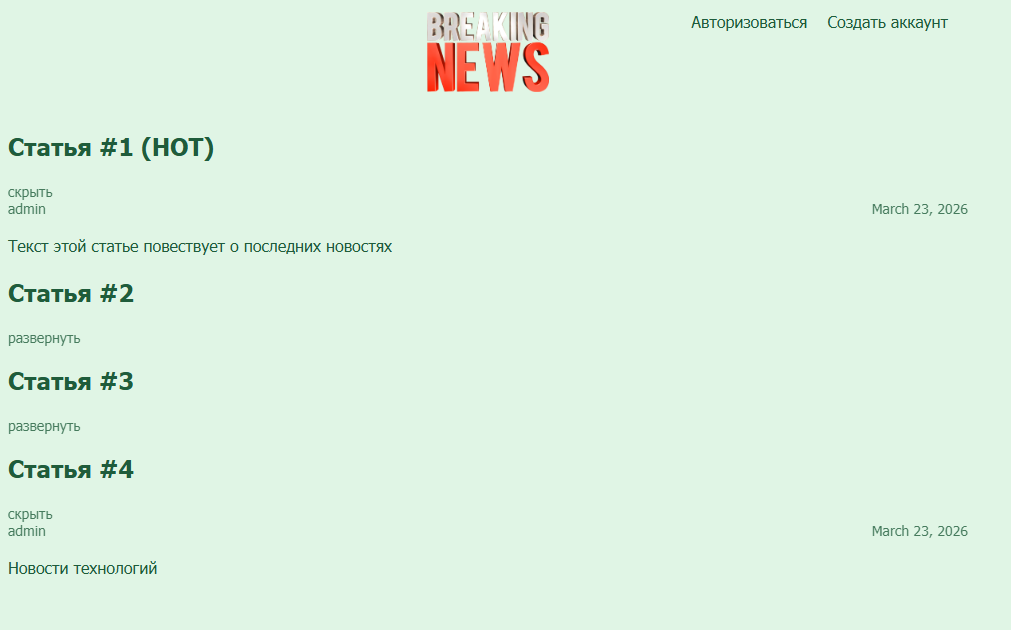 BREAKING
NEWS
Авторизоваться Создать аккаунт
Статья #1 (HOT)
скрыть
admin March 23, 2026
Текст этой статье повествует о последних новостях
Статья #2
развернуть
Статья #3
развернуть
Статья #4
скрыть
admin March 23, 2026
Новости технологий